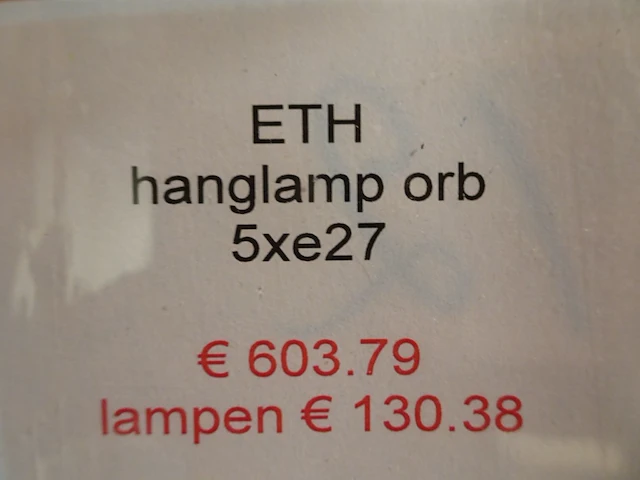 ETH
hanglamp orb
5xe27
€ 603.79
lampen € 130.38